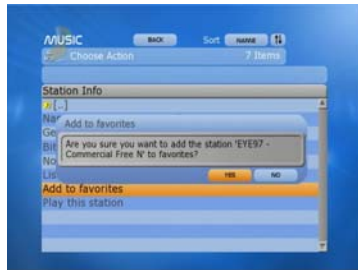 MUSIC BACK Sort NAME
Choose Action 7 Items
Station Info
[..]
Add to favorites
Are you sure you want to add the station 'EYE97 -
Commercial Free N' to favorites?
YES NO
Add to favorites
Play this station